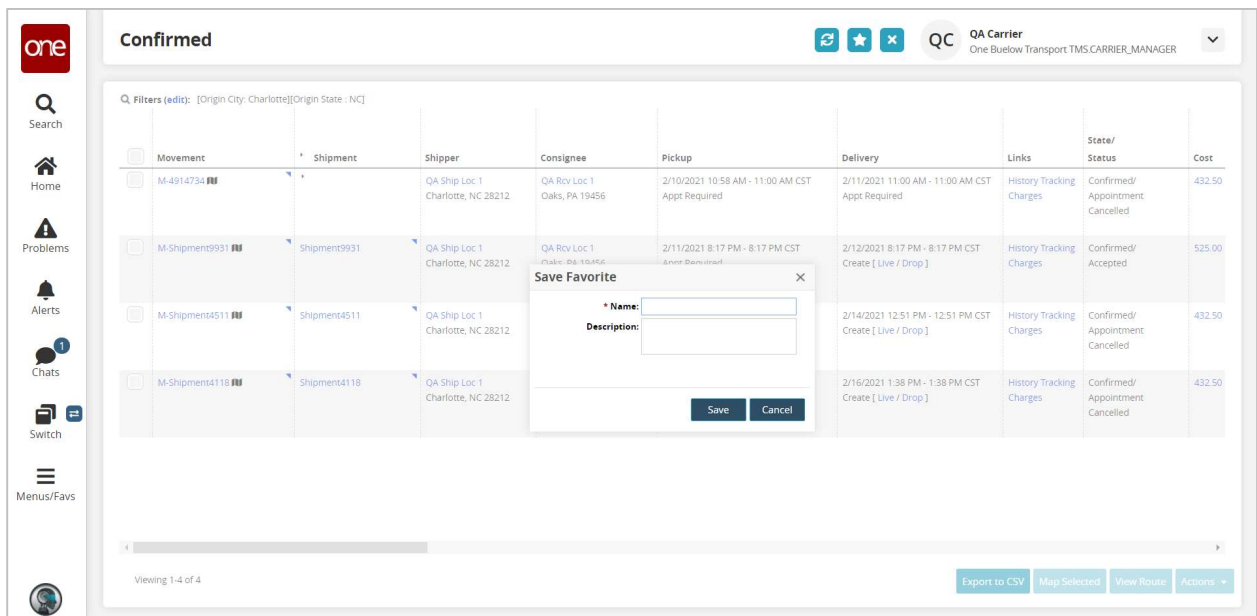 one
Search
Home
Problems
Alerts
1
Chats
Switch
Menus/Favs
Confirmed
QC
QA Carrier
One Buelow Transport TMS.CARRIER_MANAGER
Filters (edit): [Origin City: Charlotte][Origin State : NC]
Movement Shipment Shipper Consignee Pickup Delivery Links State/ Status Cost
M-4914734 QA Ship Loc 1 QA Rcv Loc 1 2/10/2021 10:58 AM - 11:00 AM CST 2/11/2021 11:00 AM - 11:00 AM CST History Tracking Confirmed/ 432.50
Charlotte, NC 28212 Oaks, PA 19456 Appt Required Appt Required Charges Appointment
Cancelled
M-Shipment9931 Shipment9931 QA Ship Loc 1 QA Rcv Loc 1 2/11/2021 8:17 PM - 8:17 PM CST 2/12/2021 8:17 PM - 8:17 PM CST History Tracking Confirmed/ 525.00
Charlotte, NC 28212 Oaks, PA 19456 Appt Required Create [ Live / Drop ] Charges Accepted
M-Shipment4511 Shipment4511 QA Ship Loc 1 2/14/2021 12:51 PM - 12:51 PM CST History Tracking Confirmed/ 432.50
Charlotte, NC 28212 Create [ Live / Drop ] Charges Appointment
Cancelled
M-Shipment4118 Shipment4118 QA Ship Loc 1 2/16/2021 1:38 PM - 1:38 PM CST History Tracking Confirmed/ 432.50
Charlotte, NC 28212 Create [ Live / Drop ] Charges Appointment
Cancelled
Save Favorite
* Name:
Description:
Save Cancel
Viewing 1-4 of 4
Export to CSV Map Selected View Route Actions